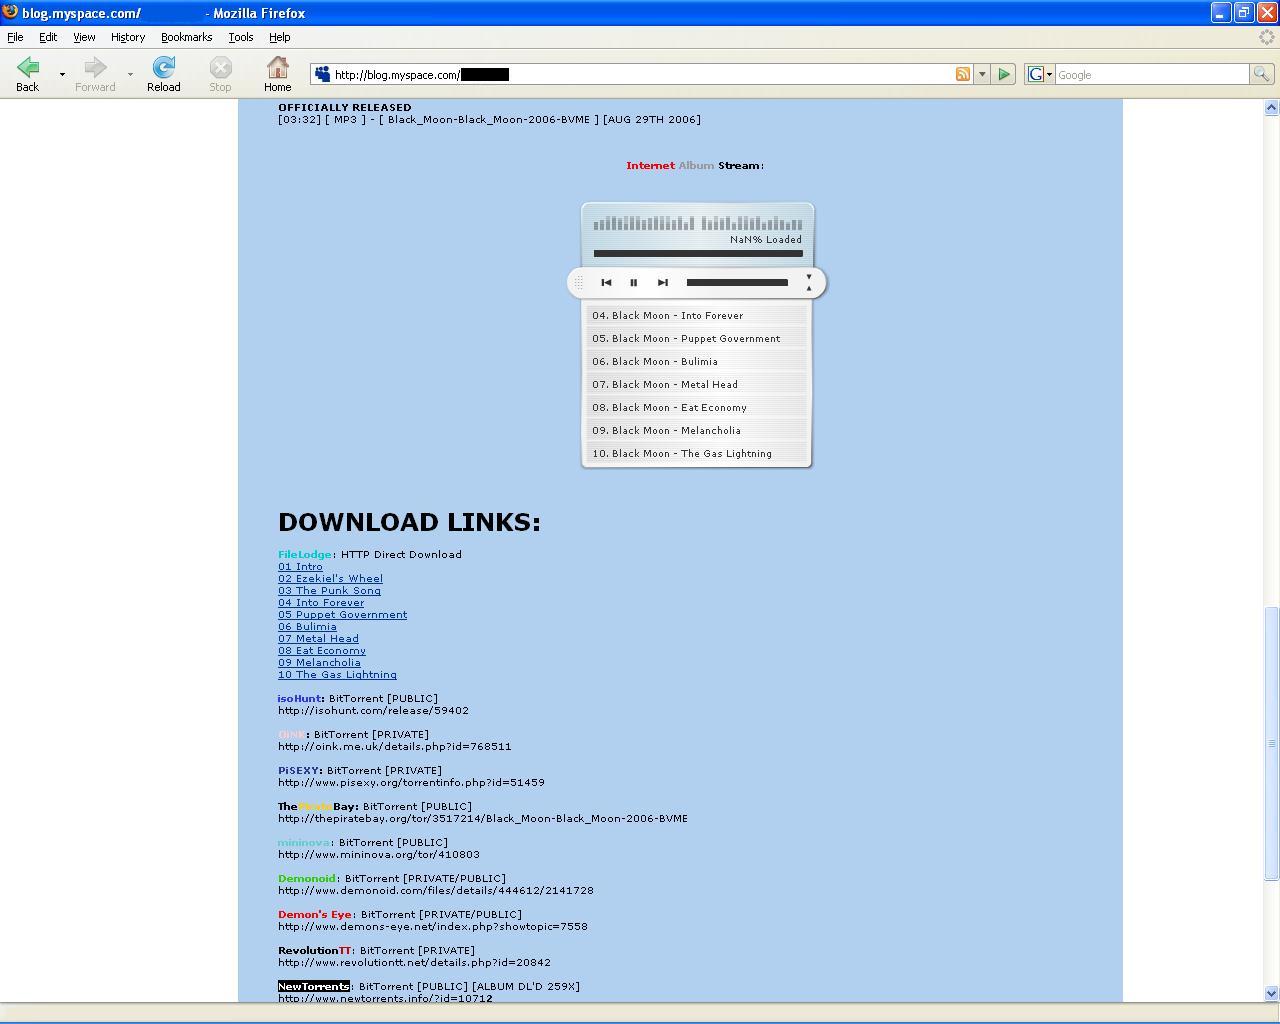 blog.myspace.com/ - Mozilla Firefox
File Edit View History Bookmarks Tools Help
http://blog.myspace.com/
Google
Back Forward Reload Stop Home
OFFICIALLY RELEASED
[03:32] [ MP3 ] - [ Black_Moon-Black_Moon-2006-BVME ] [AUG 29TH 2006]
Internet Album Stream:
NaN% Loaded
04. Black Moon - Into Forever
05. Black Moon - Puppet Government
06. Black Moon - Bulimia
07. Black Moon - Metal Head
08. Black Moon - Eat Economy
09. Black Moon - Melancholia
10. Black Moon - The Gas Lightning
DOWNLOAD LINKS:
FileLodge: HTTP Direct Download
01 Intro
02 Ezekiel's Wheel
03 The Punk Song
04 Into Forever
05 Puppet Government
06 Bulimia
07 Metal Head
08 Eat Economy
09 Melancholia
10 The Gas Lightning
isoHunt: BitTorrent [PUBLIC]
http://isohunt.com/release/59402
OiNK: BitTorrent [PRIVATE]
http://oink.me.uk/details.php?id=768511
PiSEXY: BitTorrent [PRIVATE]
http://www.pisexy.org/torrentinfo.php?id=51459
ThePirateBay: BitTorrent [PUBLIC]
http://thepiratebay.org/tor/3517214/Black_Moon-Black_Moon-2006-BVME
mininova: BitTorrent [PUBLIC]
http://www.mininova.org/tor/410803
Demonoid: BitTorrent [PRIVATE/PUBLIC]
http://www.demonoid.com/files/details/444612/2141728
Demon's Eye: BitTorrent [PRIVATE/PUBLIC]
http://www.demons-eye.net/index.php?showtopic=7558
RevolutionTT: BitTorrent [PRIVATE]
http://www.revolutiontt.net/details.php?id=20842
NewTorrents: BitTorrent [PUBLIC] [ALBUM DL'D 259X]
http://www.newtorrents.info/?id=10712